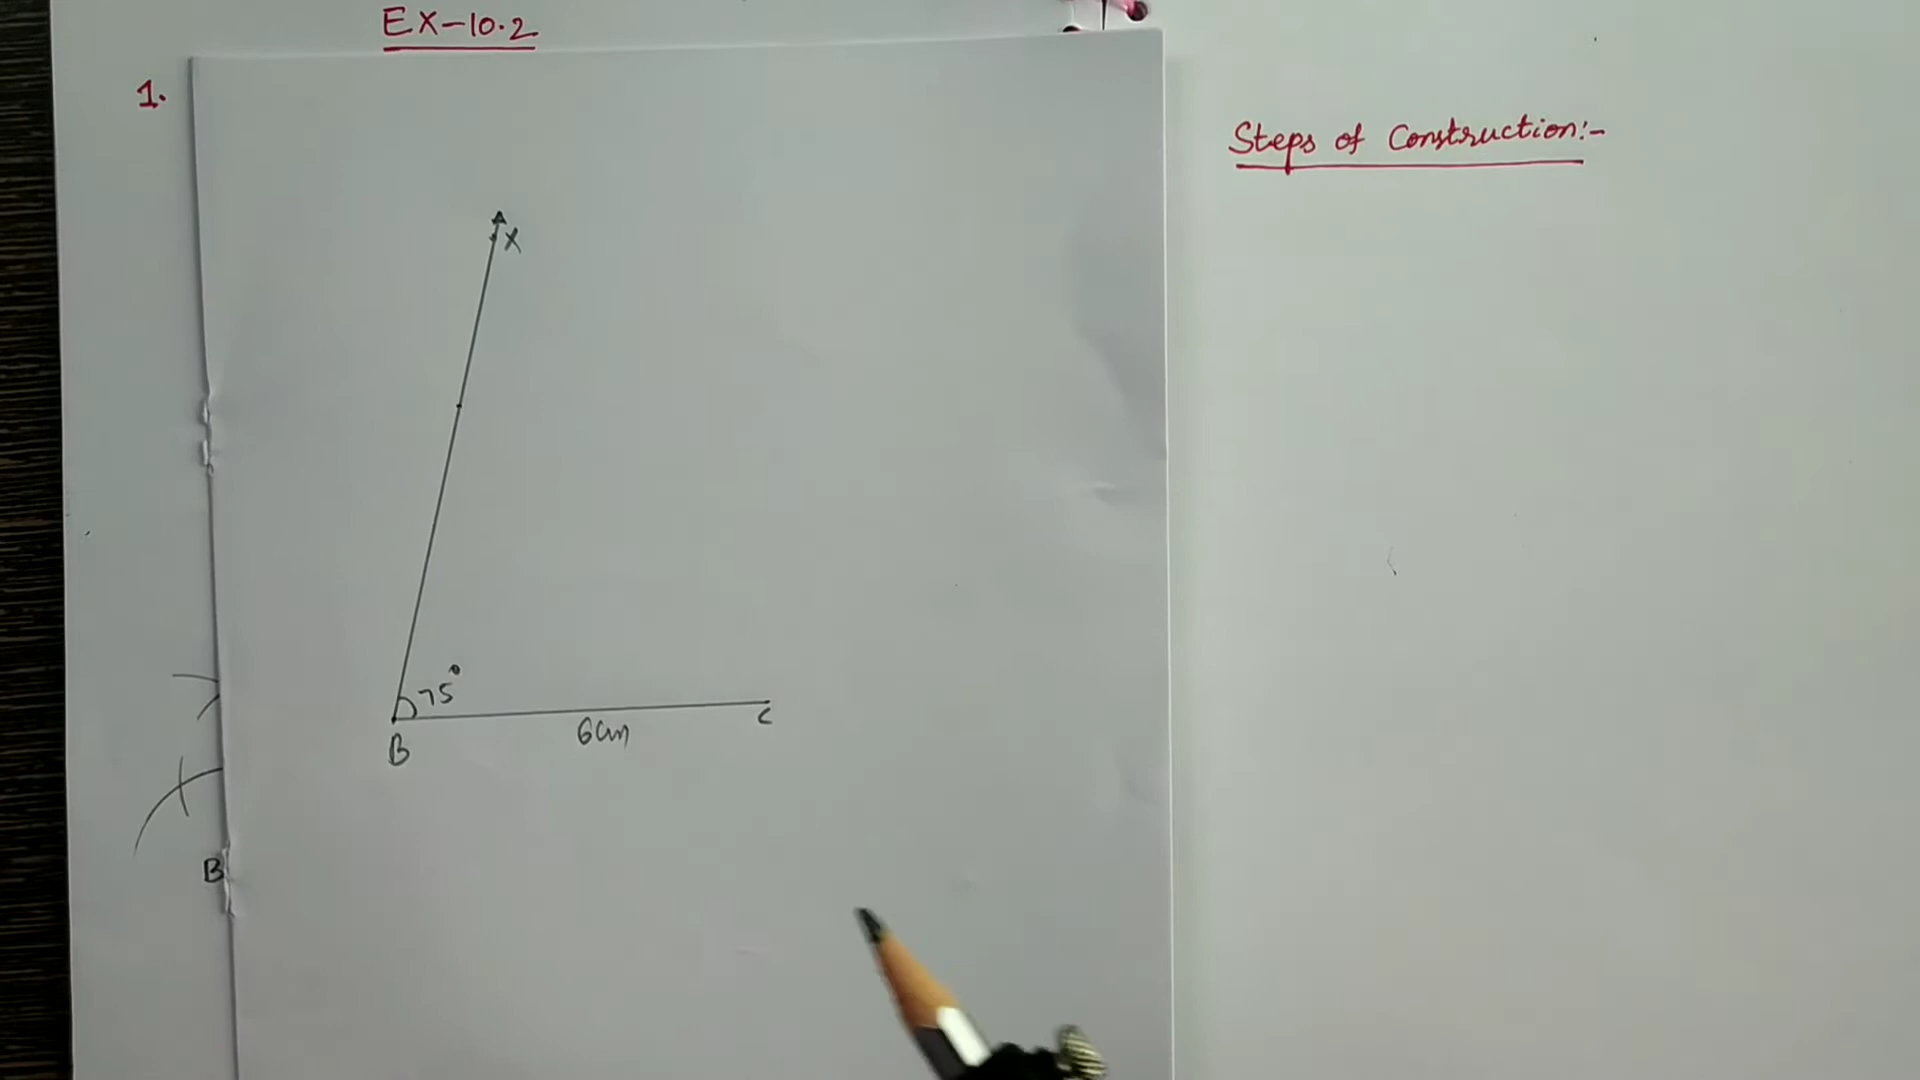 EX-10.2
1.
Steps of Construction:-
X
75°
B
6cm
C
B